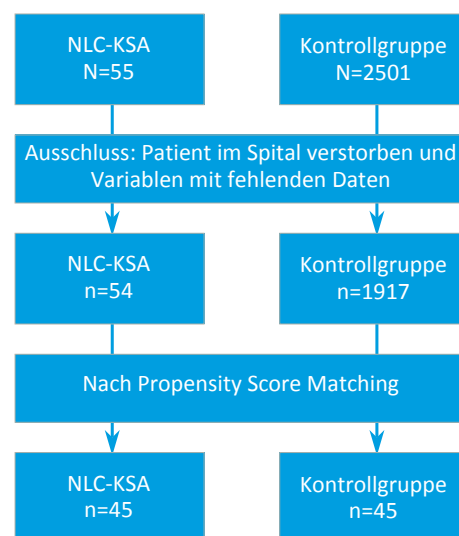 NLC-KSA
N=55
Kontrollgruppe
N=2501
Ausschluss: Patient im Spital verstorben und
Variablen mit fehlenden Daten
NLC-KSA
n=54
Kontrollgruppe
n=1917
Nach Propensity Score Matching
NLC-KSA
n=45
Kontrollgruppe
n=45